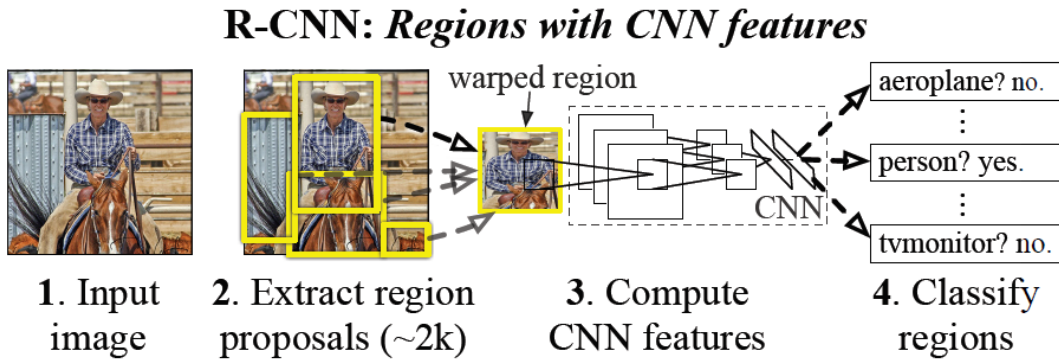 R-CNN: Regions with CNN features
warped region
aeroplane? no.
person? yes.
CNN
tvmonitor? no.
1. Input image
2. Extract region proposals (~2k)
3. Compute CNN features
4. Classify regions